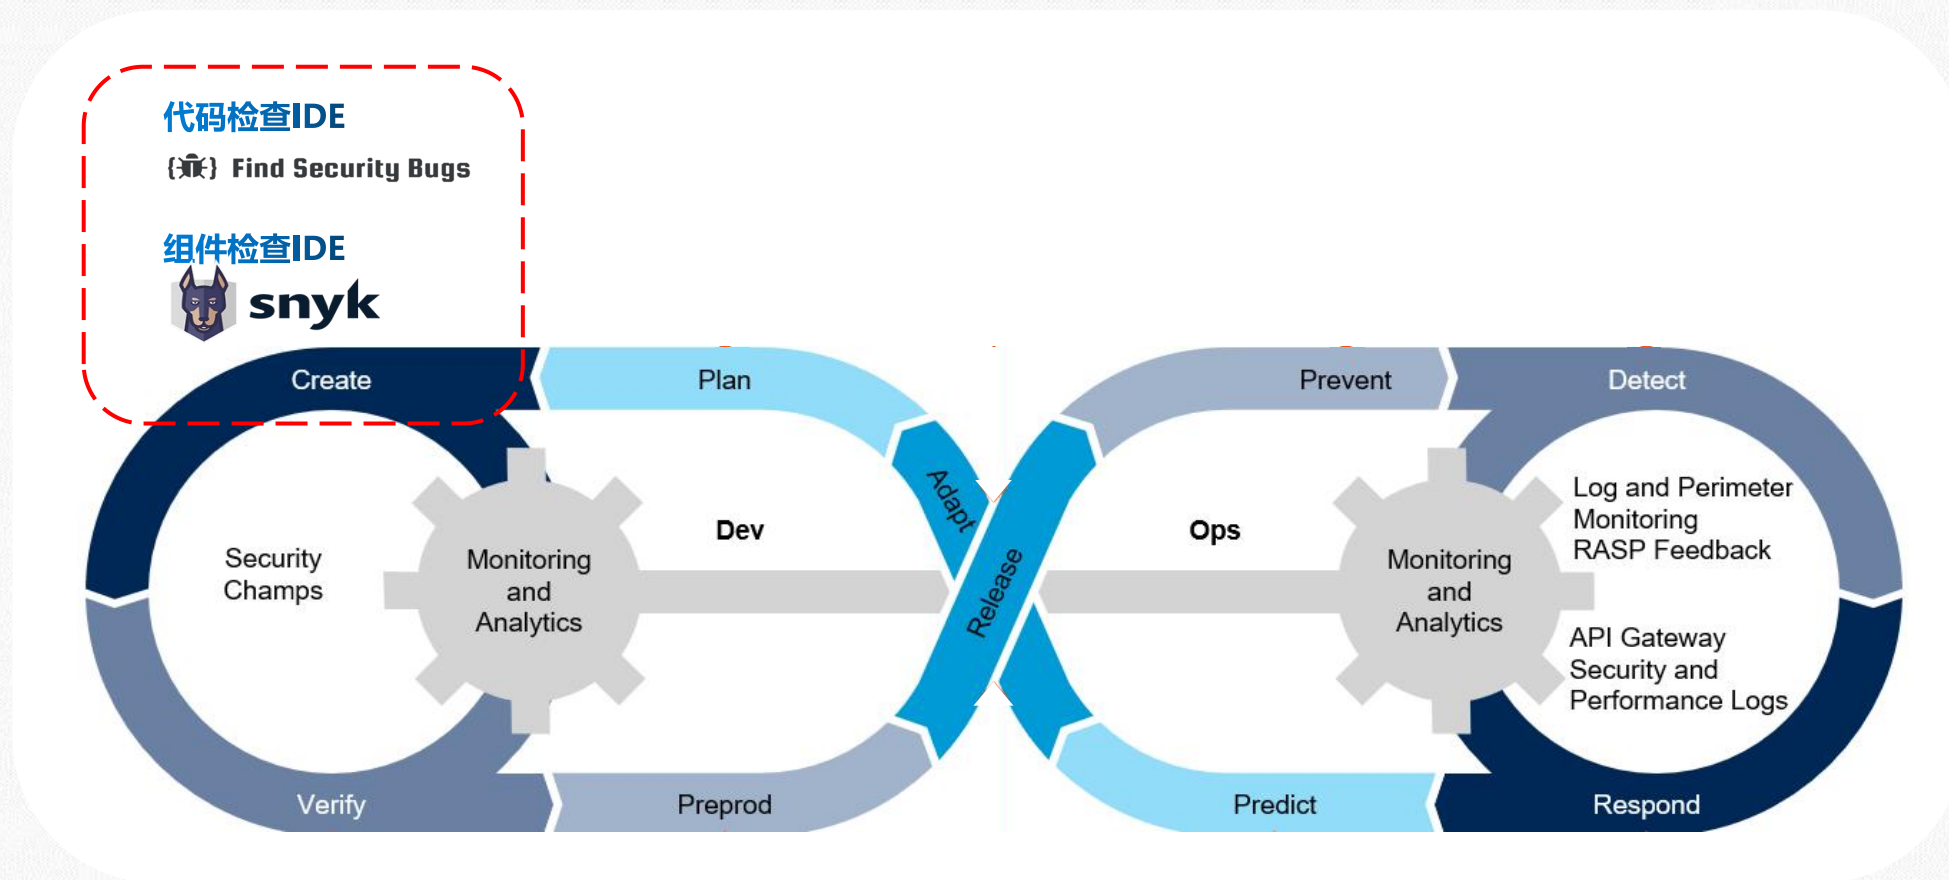 代码检查IDE
{ } Find Security Bugs
组件检查IDE
snyk
Create
Plan
Adapt
Release
Prevent
Detect
Security
Champs
Monitoring
and
Analytics
Dev
Ops
Monitoring
and
Analytics
Log and Perimeter
Monitoring
RASP Feedback
API Gateway
Security and
Performance Logs
Verify
Preprod
Predict
Respond